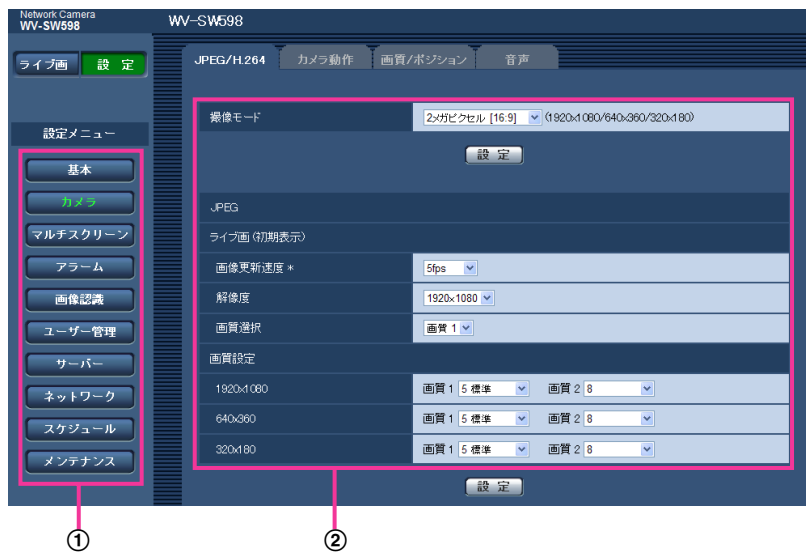 Network Camera
WV-SW598
WV-SW598
ライブ画 設 定
JPEG/H.264 カメラ動作 画質/ポジション 音声
設定メニュー
基本
カメラ
マルチスクリーン
アラーム
画像認識
ユーザー管理
サーバー
ネットワーク
スケジュール
メンテナンス
撮像モード 2メガピクセル [16:9] (1920x1080/640x360/320x180)
設 定
JPEG
ライブ画(初期表示)
画像更新速度 * 5fps
解像度 1920×1080
画質選択 画質 1
画質設定
1920x1080 画質 1 5 標準 画質 2 8
640x360 画質 1 5 標準 画質 2 8
320x180 画質 1 5 標準 画質 2 8
設 定
① ②